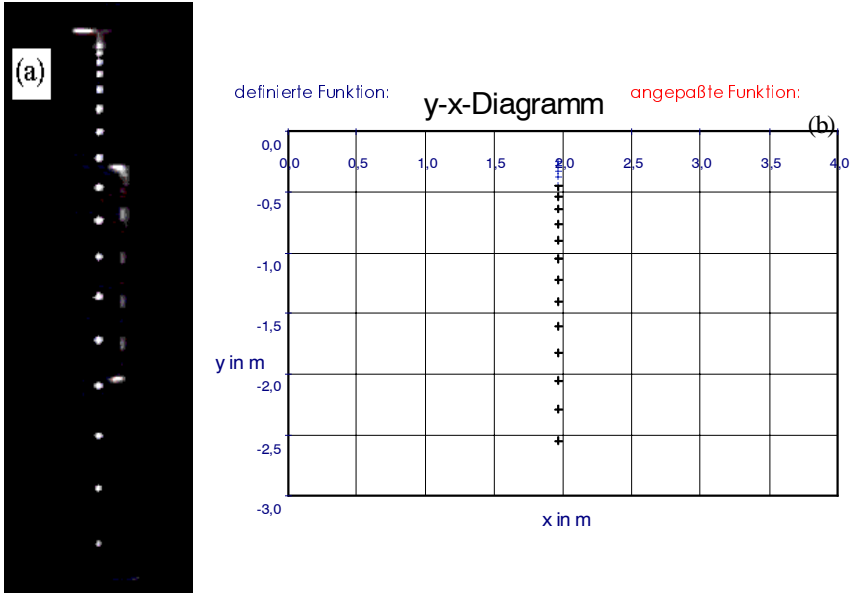 (a)
definierte Funktion:
y-x-Diagramm
angepaßte Funktion:
(b)
0,0
0,0 0,5 1,0 1,5 2,0 2,5 3,0 3,5 4,0
-0,5
-1,0
-1,5
y in m
-2,0
-2,5
-3,0
x in m